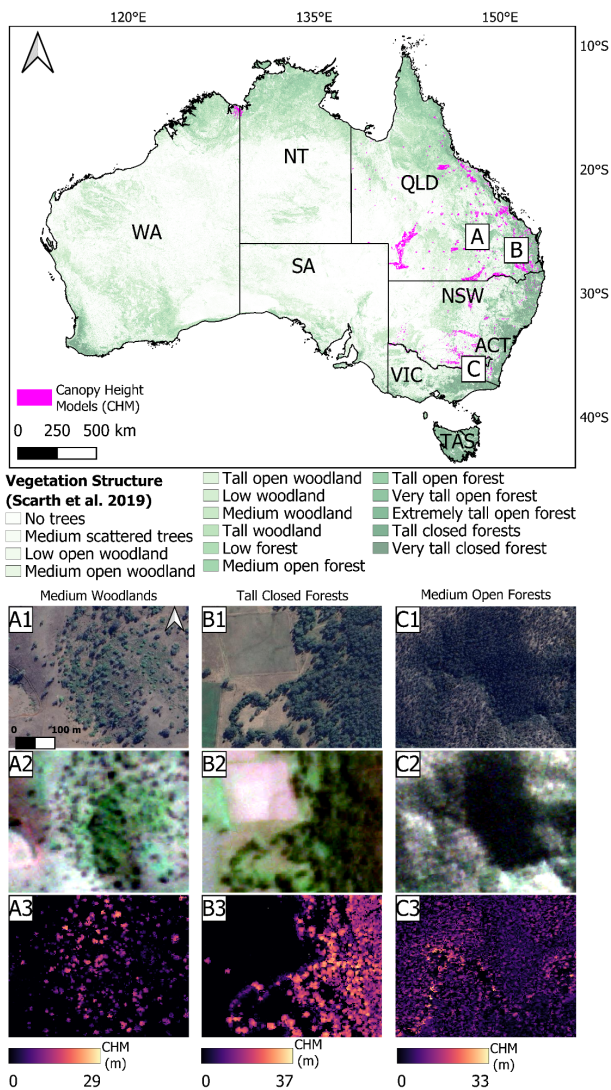 120°E 135°E 150°E
10°S
NT
20°S
QLD
WA
A
B
SA
30°S
NSW
ACT
VIC
C
Canopy Height
Models (CHM)
0 250 500 km
40°S
TAS
Vegetation Structure
(Scarth et al. 2019)
No trees
Medium scattered trees
Low open woodland
Medium open woodland
Tall open woodland
Low woodland
Medium woodland
Tall woodland
Low forest
Medium open forest
Tall open forest
Very tall open forest
Extremely tall open forest
Tall closed forests
Very tall closed forest
Medium Woodlands Tall Closed Forests Medium Open Forests
A1 B1 C1
0 100 m
A2 B2 C2
A3 B3 C3
CHM
(m)
0 29
CHM
(m)
0 37
CHM
(m)
0 33